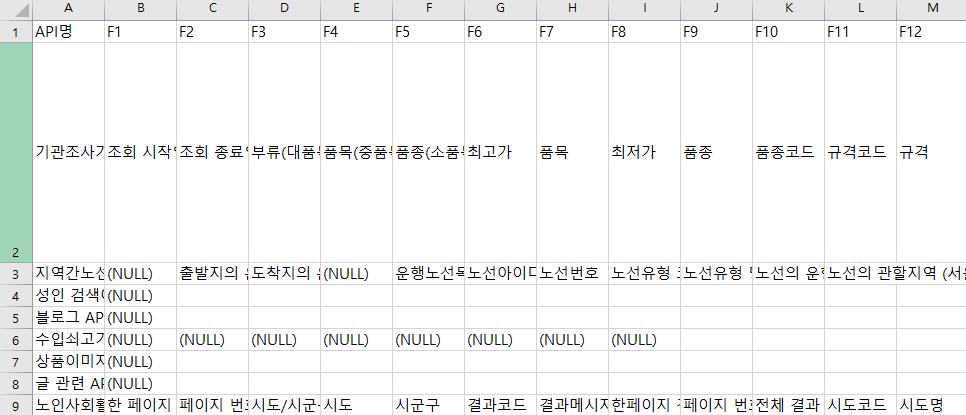 A B C D E F G H I J K L M
1 API명 F1 F2 F3 F4 F5 F6 F7 F8 F9 F10 F11 F12
2 기관조사가 조회 시작 조회 종료 부류(대품 품목(중품 품종(소품 최고가 품목 최저가 품종 품종코드 규격코드 규격
3 지역간노선 (NULL) 출발지의 도착지의 (NULL) 운행노선목 노선아이디 노선번호 노선유형 노선유형 노선의 운행 노선의 관할지역 (서울
4 성인 검색어 (NULL)
5 블로그 API (NULL)
6 수입쇠고기 (NULL) (NULL) (NULL) (NULL) (NULL) (NULL) (NULL) (NULL)
7 상품이미지 (NULL)
8 글 관련 API (NULL)
9 노인사회활 한 페이지 페이지 번호 시도/시군구 시도 시군구 결과코드 결과메시지 한페이지 페이지 번호 전체 결과 시도코드 시도명